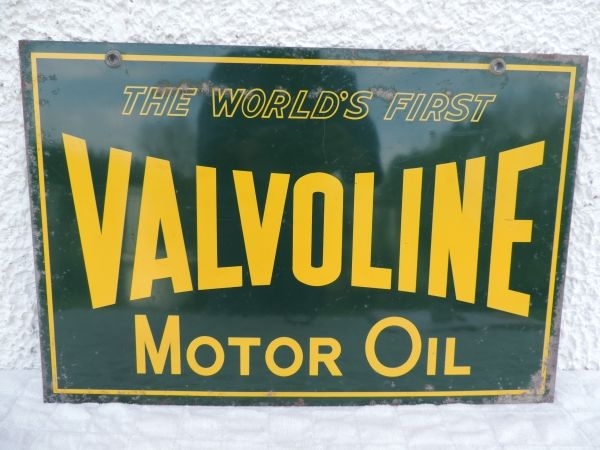 THE WORLD'S FIRST
VALVOLINE
MOTOR OIL